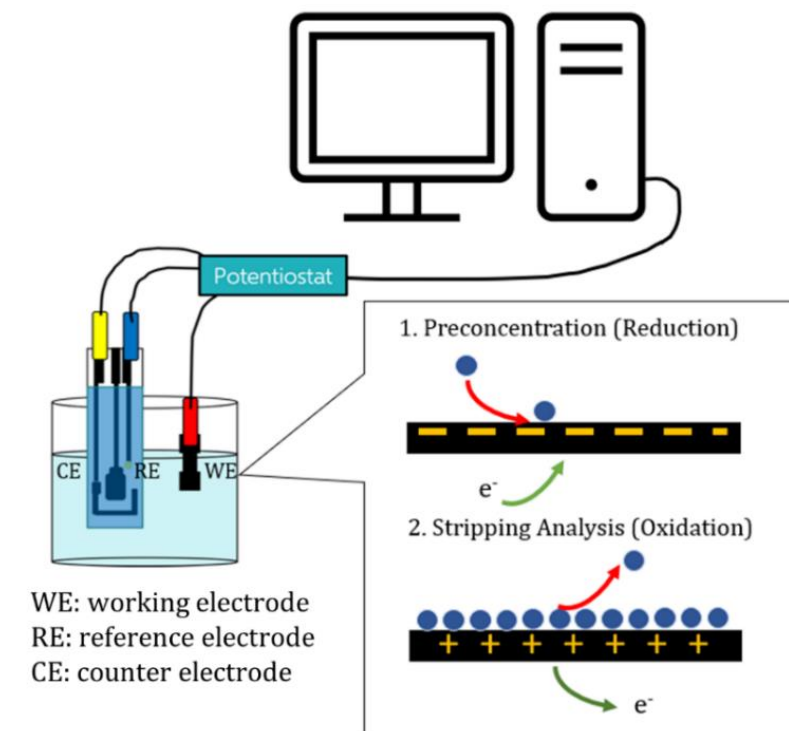 Potentiostat
1. Preconcentration (Reduction)
CE
RE
WE
e⁻
2. Stripping Analysis (Oxidation)
WE: working electrode
RE: reference electrode
CE: counter electrode
e⁻